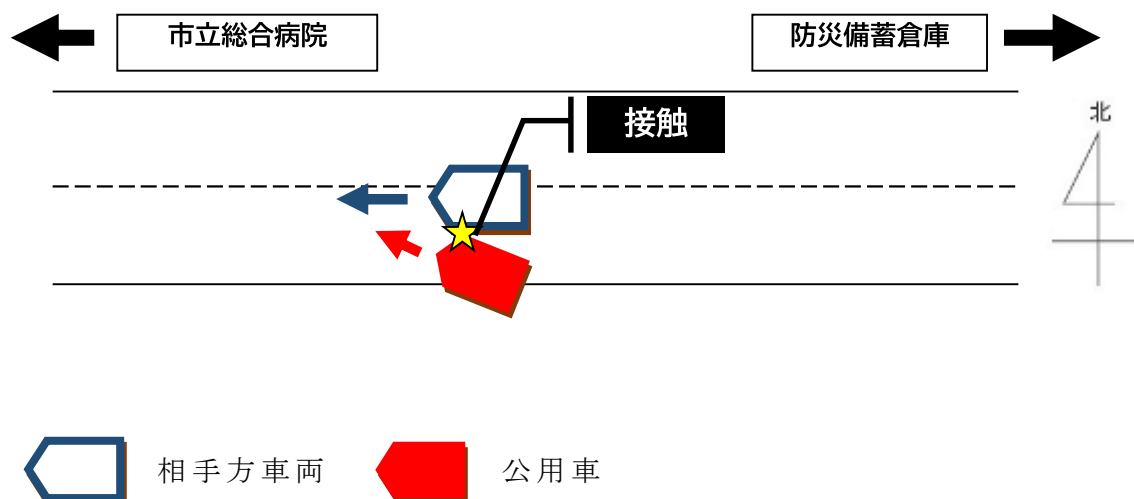 市立総合病院
防災備蓄倉庫
接触
北
相手方車両
公用車